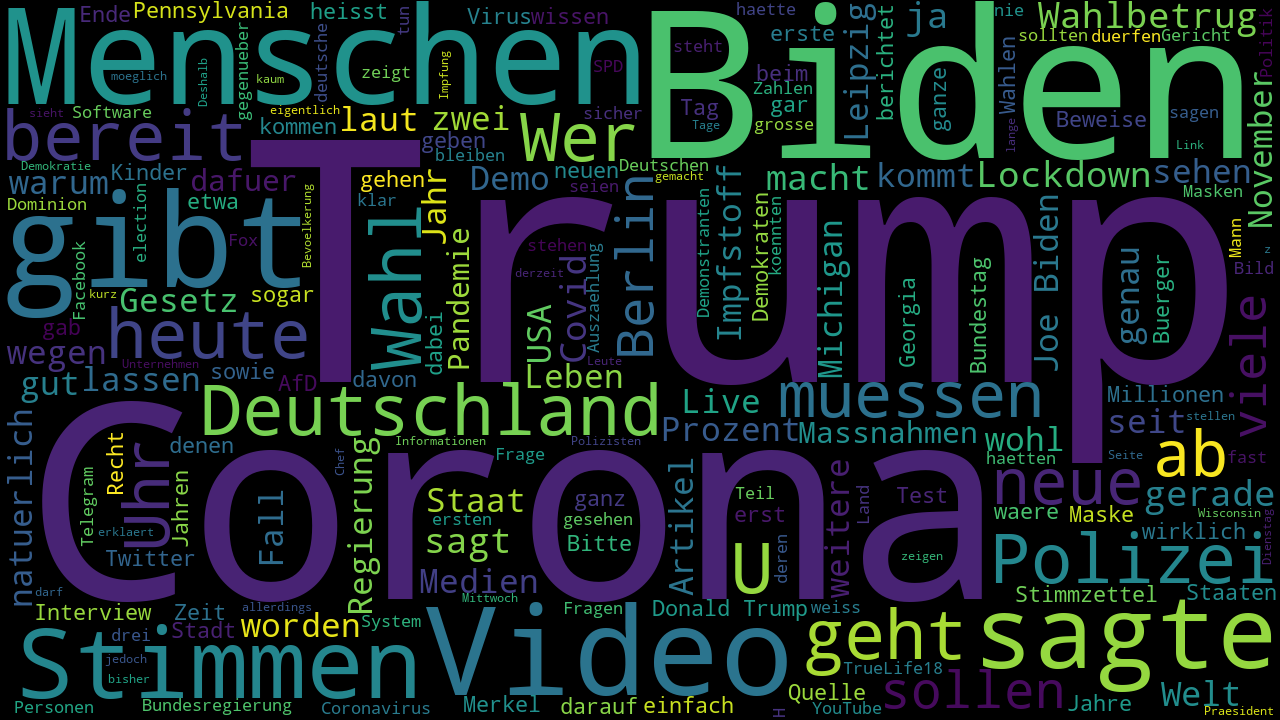 Ende
Pennsylvania
heisst
tun
Virus
wissen
haette
ja
nie
Wahlbetrug
Politik
Menschen
Biden
moeglich
Deshalb
gegenueber
deutsche
zeigt
Impfung
kaum
steht
SPD
erste
Leipzig
berichtet
sollten
duerfen
Gericht
sieht
Software
eigentlich
kommen
laut
zwei
Wer
sicher
Tag
Tage
beim
Zahlen
gar
grosse
ganze
lange
Wahlen
Beweise
sagen
Link
November
bereit
geben
bleiben
Demokratie
warum
Kinder
dafuer
gehen
Demo
neuen
seien
Deutschen
gemacht
macht
kommt
Lockdown
sehen
Masken
Dominion
etwa
klar
Jahr
Trump
gibt
election
Fox
Bevoelkerung
Wahl
stehen
derzeit
Berlin
Demonstranten
Impfstoff
Demokraten
koennten
Mann
z
Bild
Facebook
kurz
Gesetz
sogar
Pandemie
USA
Covid
Auszaehlung
Michigan
Georgia
Bundestag
Joe Biden
genau
Buerger
viele
gab
heute
dabei
wegen
Unternehmen
Leute
gut
lassen
sowie
AfD
davon
Leben
Deutschland
Live
muessen
Millionen
natuerlich
denen
Informationen
Polizisten
Prozent
Massnahmen
wohl
seit
stellen
Corona
Telegram
Recht
Uhr
Jahren
Chef
Frage
haetten
Seite
ab
fast
Fall
Regierung
Staat
ersten
sagt
ganz
gesehen
Bitte
Artikel
Teil
erst
weitere
Land
Test
neue
gerade
waere
Maske
Wisconsin
Dienstag
erklaert
Twitter
U
deren
zeigen
wirklich
Polizei
darf
Medien
Mittwoch
Stimmzettel
Staaten
Interview
Zeit
allerdings
Fragen
Donald Trump
weiss
drei
Stadt
worden
System
Video
geht
sagte
jedoch
bisher
Stimmen
TrueLife18
Quelle
sollen
Welt
Personen
Bundesregierung
Coronavirus
Merkel
darauf
einfach
H
YouTube
Jahre
Praesident